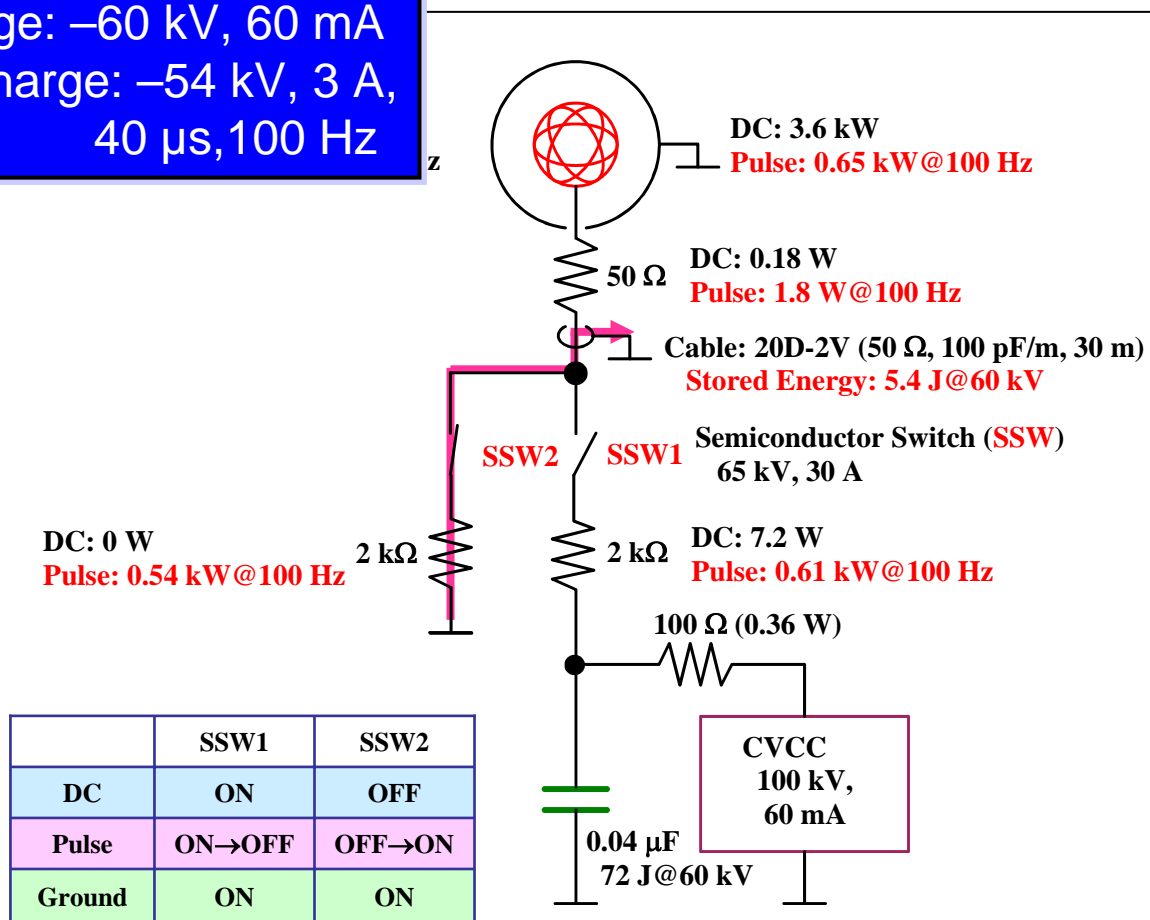 ge: –60 kV, 60 mA
harge: –54 kV, 3 A,
40 µs,100 Hz
z
DC: 3.6 kW
Pulse: 0.65 kW@100 Hz
50 Ω
DC: 0.18 W
Pulse: 1.8 W@100 Hz
Cable: 20D-2V (50 Ω, 100 pF/m, 30 m)
Stored Energy: 5.4 J@60 kV
SSW2
SSW1
Semiconductor Switch (SSW)
65 kV, 30 A
DC: 0 W
Pulse: 0.54 kW@100 Hz
2 kΩ
2 kΩ
DC: 7.2 W
Pulse: 0.61 kW@100 Hz
100 Ω (0.36 W)
CVCC
100 kV,
60 mA
0.04 µF
72 J@60 kV
SSW1 SSW2
DC ON OFF
Pulse ON→OFF OFF→ON
Ground ON ON